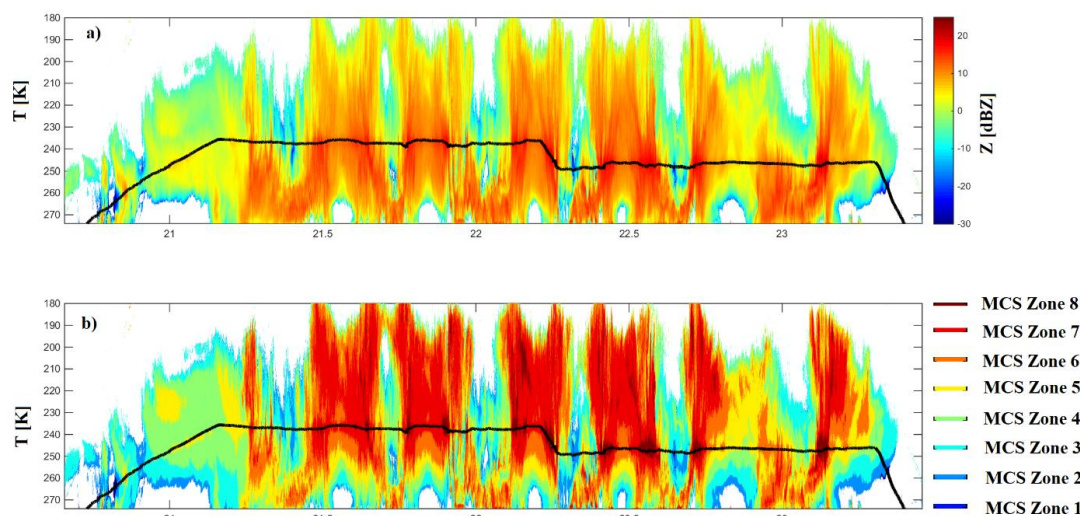 a)
T [K]
180
190
200
210
220
230
240
250
260
270
21
21.5
22
22.5
23
20
10
0
-10
-20
-30
Z [dBZ]
b)
T [K]
180
190
200
210
220
230
240
250
260
270
MCS Zone 8
MCS Zone 7
MCS Zone 6
MCS Zone 5
MCS Zone 4
MCS Zone 3
MCS Zone 2
MCS Zone 1